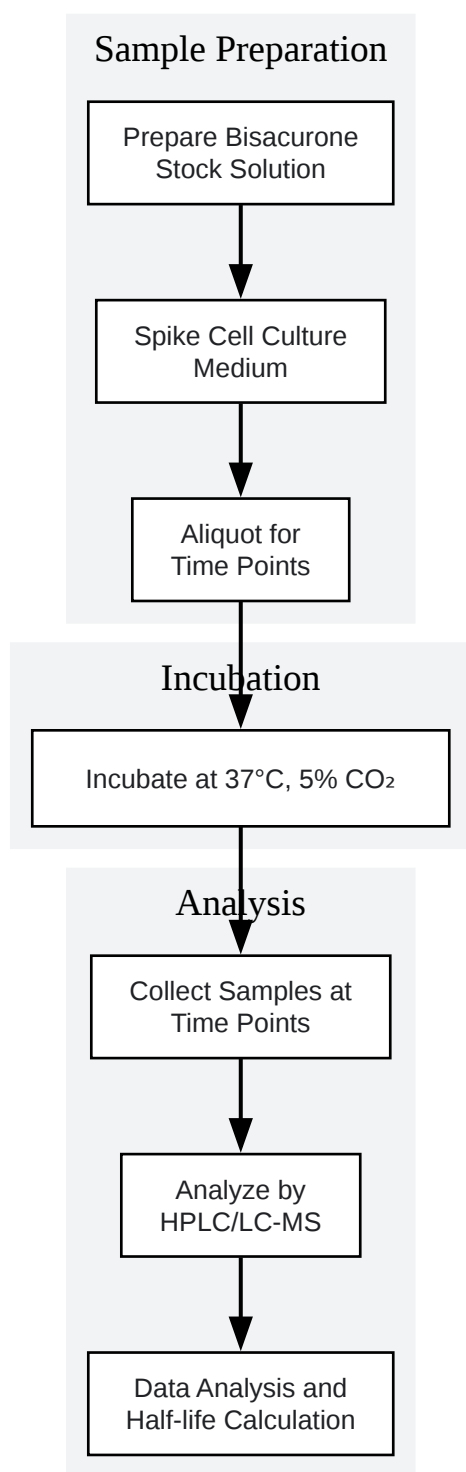 Sample Preparation
Prepare Bisacurone
Stock Solution
Spike Cell Culture
Medium
Aliquot for
Time Points
Incubation
Incubate at 37°C, 5% CO₂
Analysis
Collect Samples at
Time Points
Analyze by
HPLC/LC-MS
Data Analysis and
Half-life Calculation